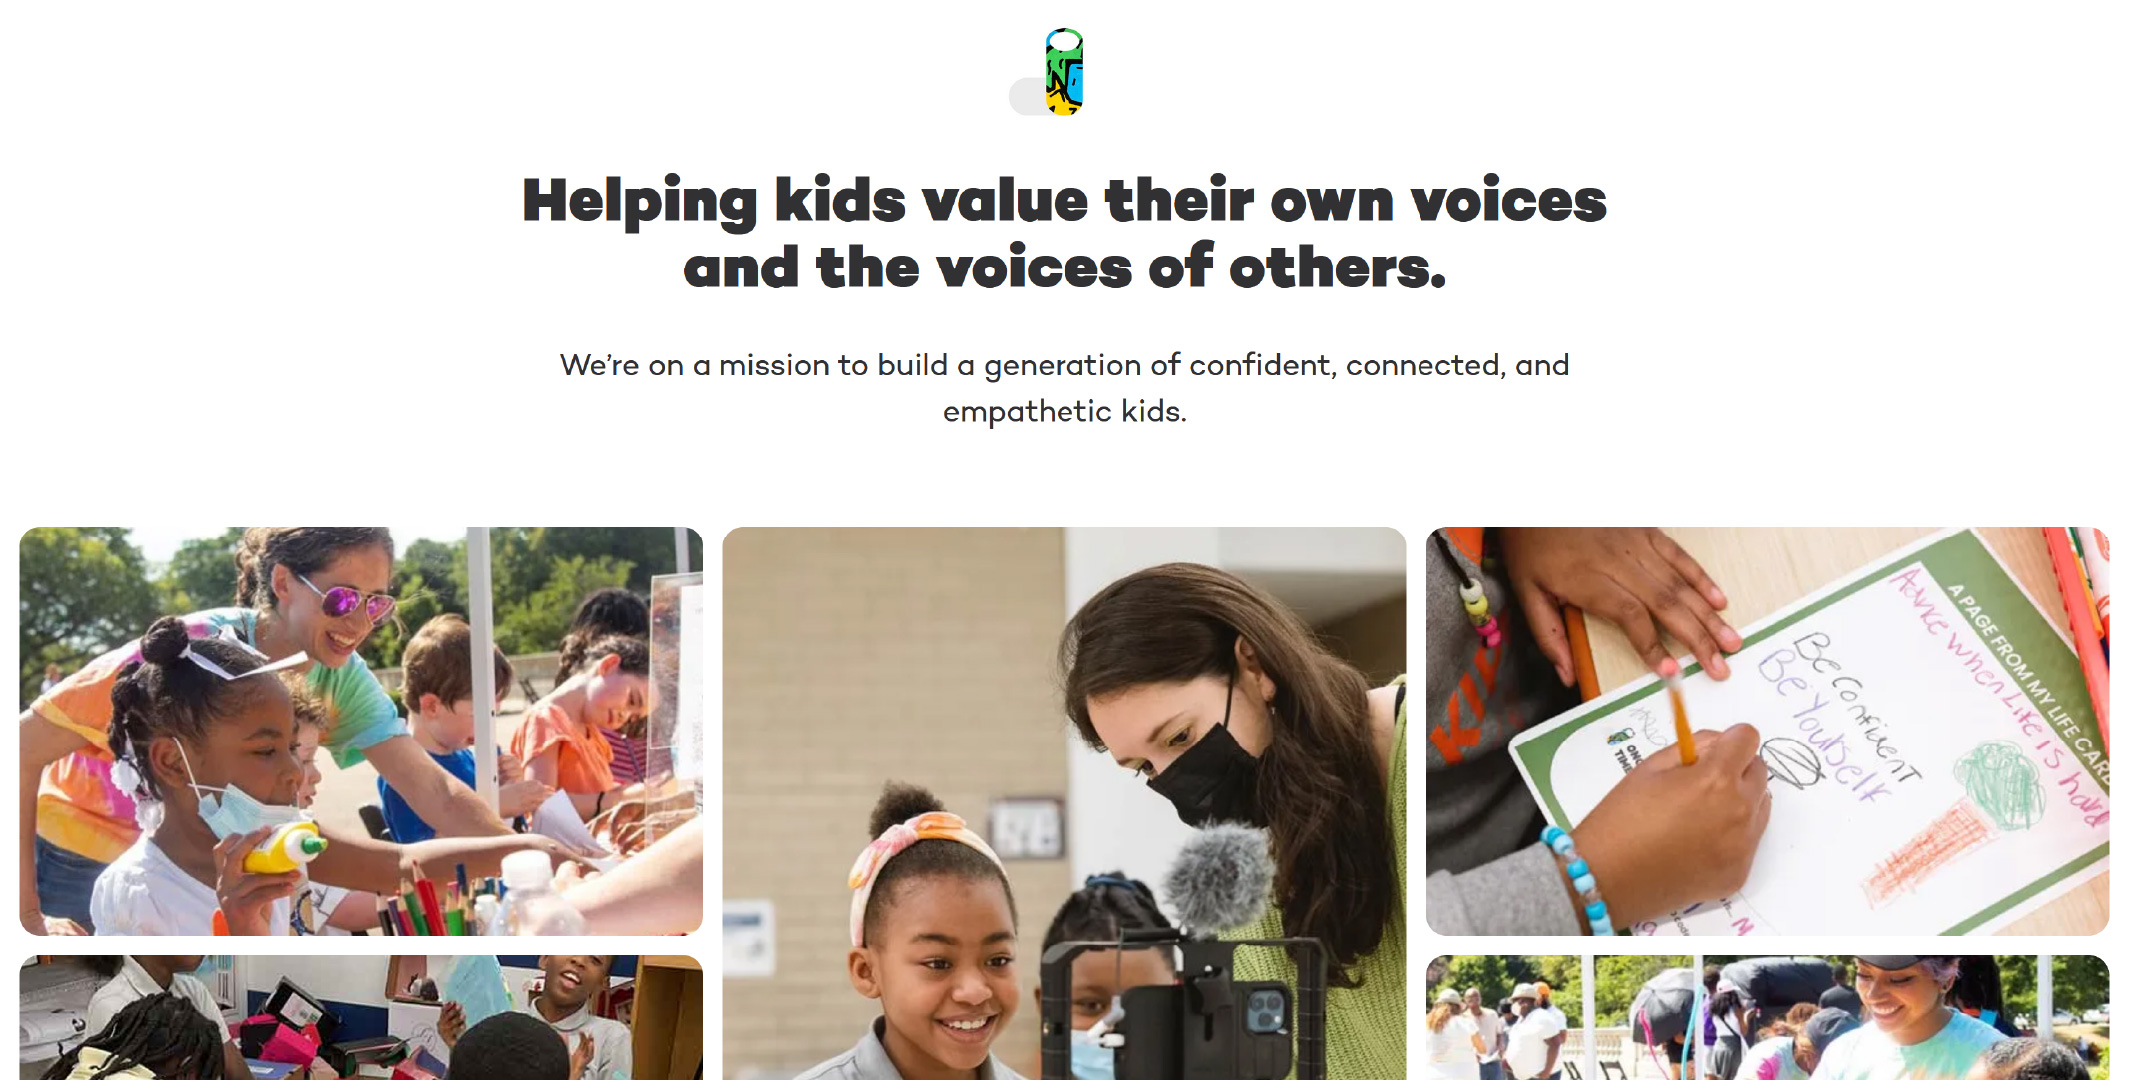 Helping kids value their own voices
and the voices of others.
We’re on a mission to build a generation of confident, connected, and
empathetic kids.
A PAGE FROM MY LIFE CARE
Advice when Life is hard
Be confident
Be Yourself